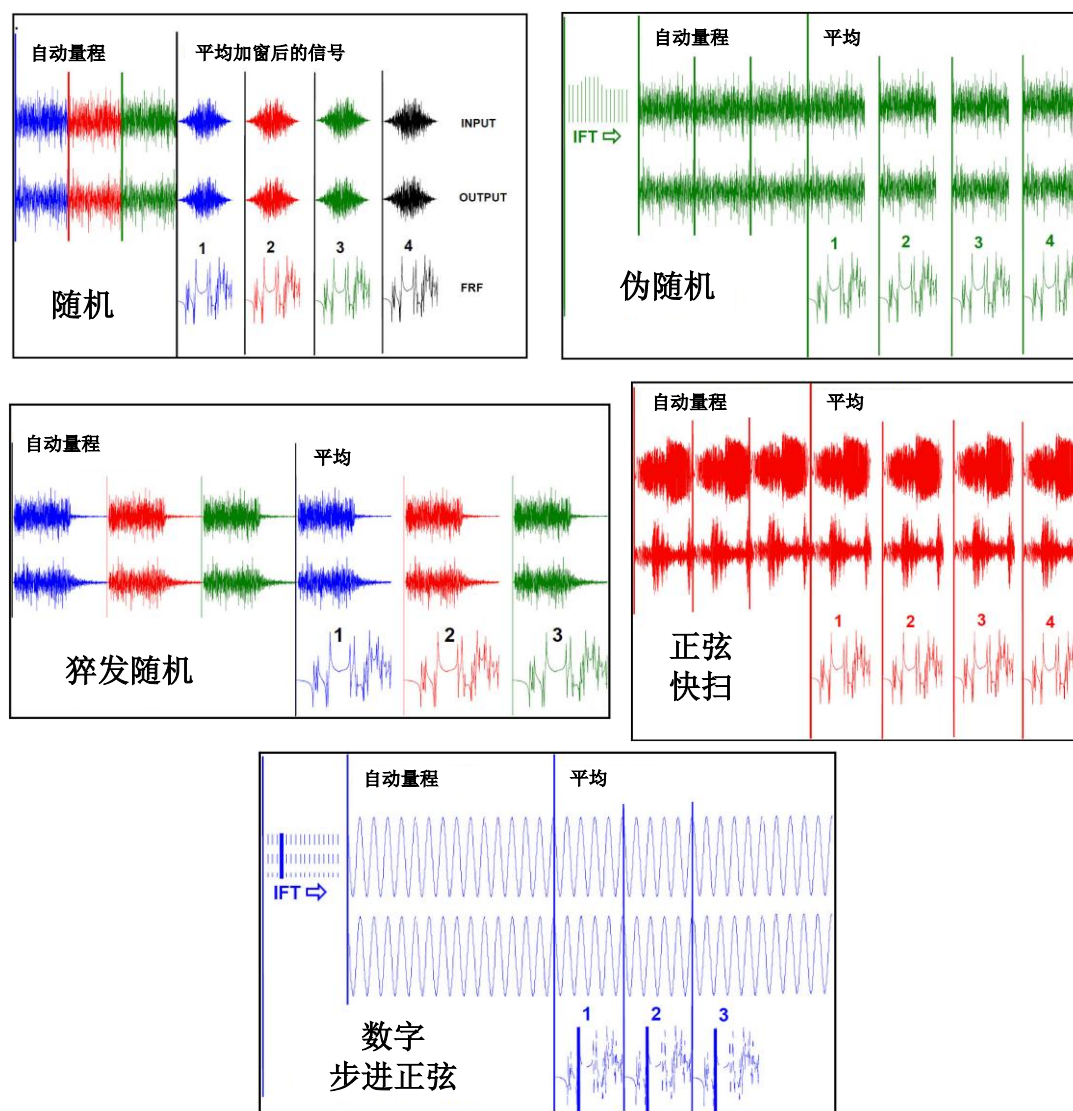 自动量程
平均加窗后的信号
INPUT
OUTPUT
1 2 3 4
FRF
随机
自动量程
平均
IFT
1 2 3 4
伪随机
自动量程
平均
1 2 3
猝发随机
自动量程
平均
1 2 3 4
正弦
快扫
自动量程
平均
IFT
1 2 3
数字
步进正弦